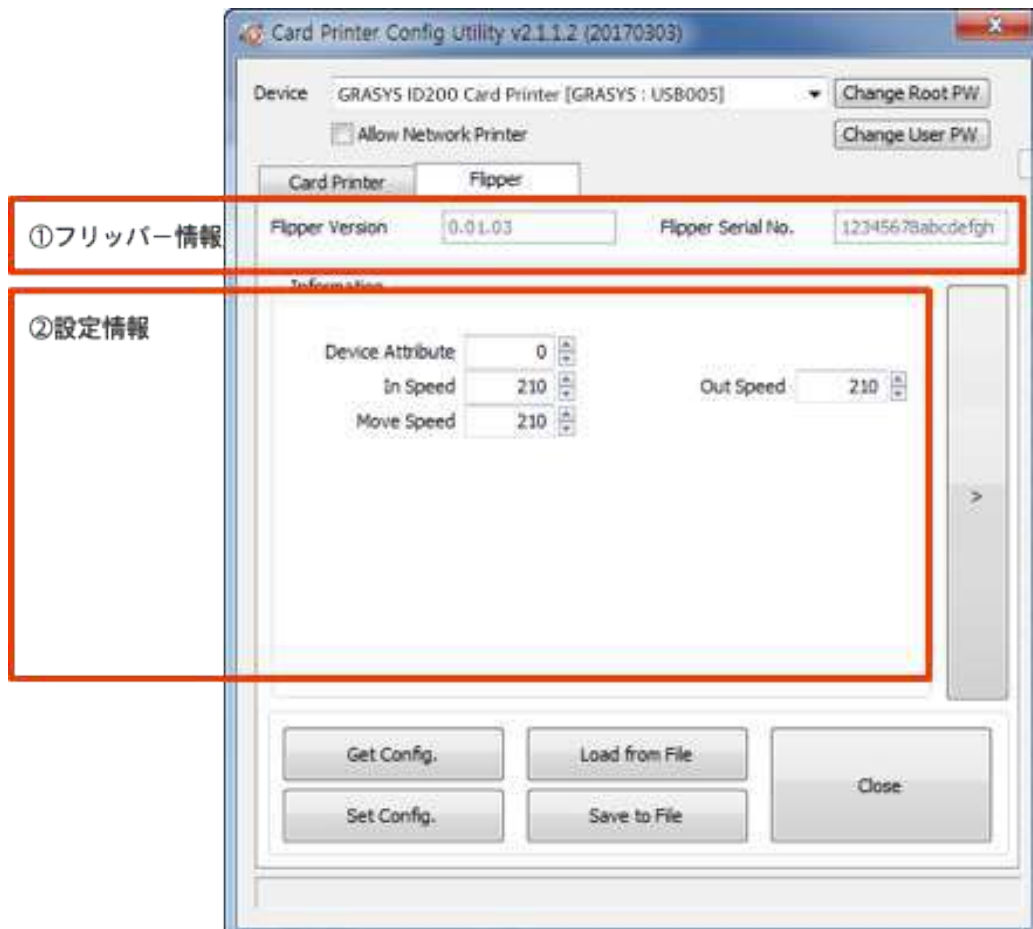 Card Printer Config Utility v2.1.1.2 (20170303)
Device GRASYS ID200 Card Printer [GRASYS : USB005] Change Root PW
Allow Network Printer Change User PW
Card Printer Flipper
①フリッパー情報 Flipper Version 0.01.03 Flipper Serial No. 12345678abcdefgh
Information
②設定情報
Device Attribute 0
In Speed 210 Out Speed 210
Move Speed 210
>
Get Config. Load from File
Close
Set Config. Save to File